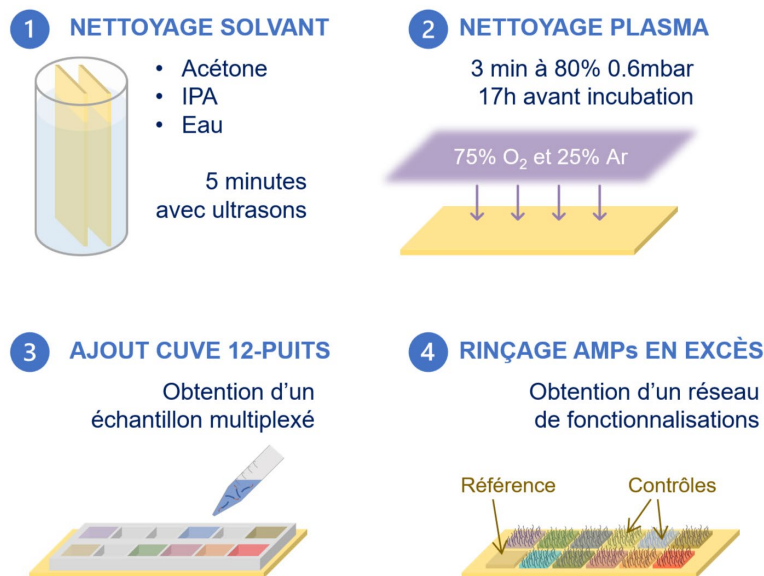 1 NETTOYAGE SOLVANT
• Acétone
• IPA
• Eau
5 minutes
avec ultrasons
2 NETTOYAGE PLASMA
3 min à 80% 0.6mbar
17h avant incubation
75% O₂ et 25% Ar
3 AJOUT CUVE 12-PUITS
Obtention d’un
échantillon multiplexé
4 RINÇAGE AMPs EN EXCÈS
Obtention d’un réseau
de fonctionnalisations
Référence
Contrôles